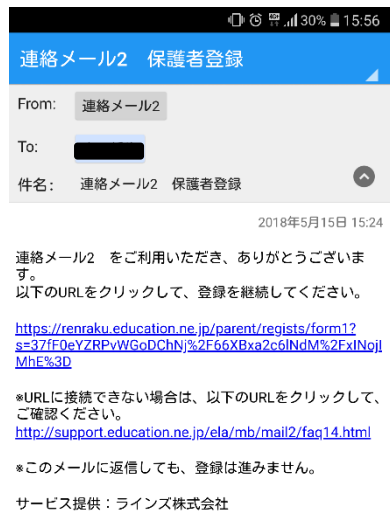 30% 15:56
連絡メール2　保護者登録
From: 連絡メール2
To:
件名: 連絡メール2　保護者登録
2018年5月15日 15:24
連絡メール2　をご利用いただき、ありがとうございま
す。
以下のURLをクリックして、登録を継続してください。
https://renraku.education.ne.jp/parent/regists/form1?
s=37fF0eYZRPvWGoDChNj%2F66XBxa2c6lNdM%2FxINojI
MhE%3D
※URLに接続できない場合は、以下のURLをクリックして、
ご確認ください。
http://support.education.ne.jp/ela/mb/mail2/faq14.html
※このメールに返信しても、登録は進みません。
サービス提供：ラインズ株式会社